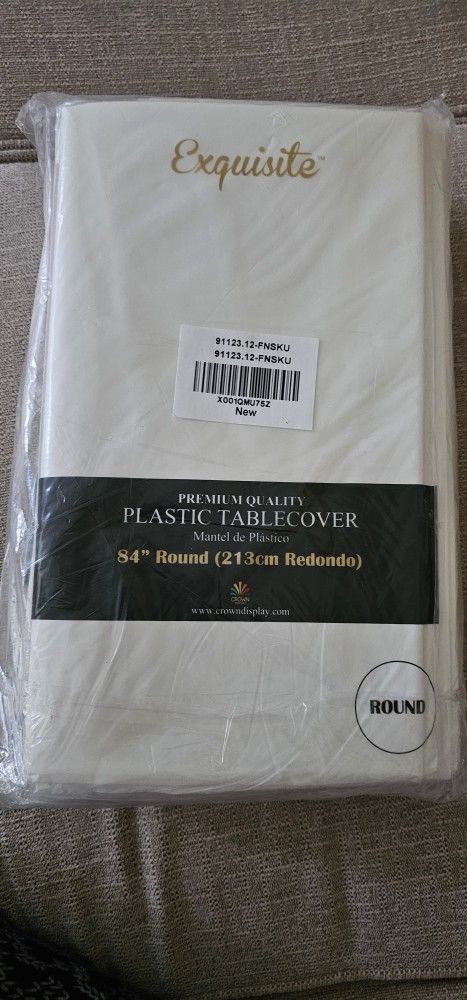 Exquisite™
91123.12-FNSKU
91123.12-FNSKU
X001QMU75Z
New
PREMIUM QUALITY
PLASTIC TABLECOVER
Mantel de Plástico
84” Round (213cm Redondo)
CROWN
www.crowndisplay.com
ROUND